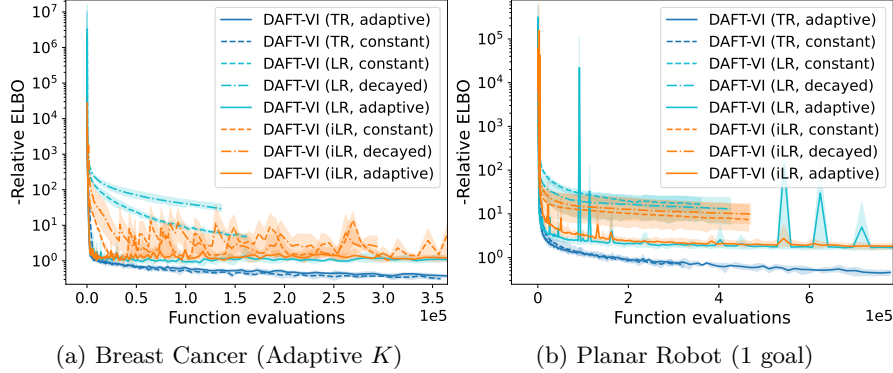 -Relative ELBO
10^7
10^6
10^5
10^4
10^3
10^2
10^1
10^0
DAFT-VI (TR, adaptive)
DAFT-VI (TR, constant)
DAFT-VI (LR, constant)
DAFT-VI (LR, decayed)
DAFT-VI (LR, adaptive)
DAFT-VI (iLR, constant)
DAFT-VI (iLR, decayed)
DAFT-VI (iLR, adaptive)
0.0 0.5 1.0 1.5 2.0 2.5 3.0 3.5
Function evaluations 1e5
(a) Breast Cancer (Adaptive K)
-Relative ELBO
10^5
10^4
10^3
10^2
10^1
10^0
DAFT-VI (TR, adaptive)
DAFT-VI (TR, constant)
DAFT-VI (LR, constant)
DAFT-VI (LR, decayed)
DAFT-VI (LR, adaptive)
DAFT-VI (iLR, constant)
DAFT-VI (iLR, decayed)
DAFT-VI (iLR, adaptive)
0 2 4 6
Function evaluations 1e5
(b) Planar Robot (1 goal)